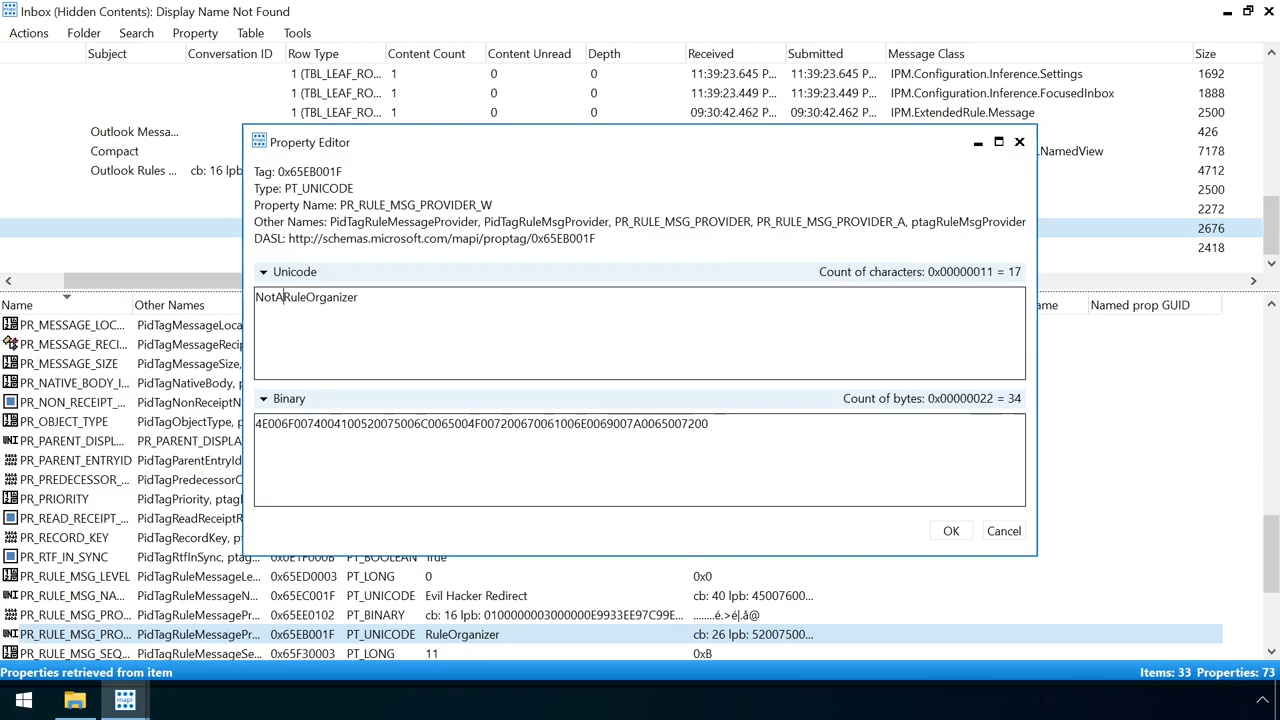 Inbox (Hidden Contents): Display Name Not Found
Actions Folder Search Property Table Tools
Subject Conversation ID Row Type Content Count Content Unread Depth Received Submitted Message Class Size
1 (TBL_LEAF_RO... 1 0 0 11:39:23.645 P... 11:39:23.645 P... IPM.Configuration.Inference.Settings 1692
1 (TBL_LEAF_RO... 1 0 0 11:39:23.449 P... 11:39:23.449 P... IPM.Configuration.Inference.FocusedInbox 1888
1 (TBL_LEAF_RO... 1 0 0 09:30:42.462 P... 09:30:42.462 P... IPM.ExtendedRule.Message 2500
Outlook Messa... 426
Compact .NamedView 7178
Outlook Rules ... cb: 16 lpb: 4712
2500
2272
2676
2418
mapi Property Editor
Tag: 0x65EB001F
Type: PT_UNICODE
Property Name: PR_RULE_MSG_PROVIDER_W
Other Names: PidTagRuleMessageProvider, PidTagRuleMsgProvider, PR_RULE_MSG_PROVIDER, PR_RULE_MSG_PROVIDER_A, ptagRuleMsgProvider
DASL: http://schemas.microsoft.com/mapi/proptag/0x65EB001F
Unicode Count of characters: 0x00000011 = 17
NotARuleOrganizer
Binary Count of bytes: 0x00000022 = 34
4E006F0074004100520075006C0065004F007200670061006E0069007A0065007200
OK Cancel
Name Other Names ame Named prop GUID
PR_MESSAGE_LOC... PidTagMessageLoca
PR_MESSAGE_RECI... PidTagMessageRecip
PR_MESSAGE_SIZE PidTagMessageSize,
PR_NATIVE_BODY_I... PidTagNativeBody, p
PR_NON_RECEIPT_... PidTagNonReceiptN
PR_OBJECT_TYPE PidTagObjectType, p
PR_PARENT_DISPL... PR_PARENT_DISPLA
PR_PARENT_ENTRYID PidTagParentEntryId
PR_PREDECESSOR_... PidTagPredecessorC
PR_PRIORITY PidTagPriority, ptagI
PR_READ_RECEIPT_... PidTagReadReceiptR
PR_RECORD_KEY PidTagRecordKey, p
PR_RTF_IN_SYNC PidTagRtfInSync, ptag... 0x0E1F000B PT_BOOLEAN True
PR_RULE_MSG_LEVEL PidTagRuleMessageLe... 0x65ED0003 PT_LONG 0 0x0
PR_RULE_MSG_NA... PidTagRuleMessageN... 0x65EC001F PT_UNICODE Evil Hacker Redirect cb: 40 lpb: 45007600...
PR_RULE_MSG_PRO... PidTagRuleMessagePr... 0x65EE0102 PT_BINARY cb: 16 lpb: 0100000003000000E9933EE97C99E... ........é.>é|.å@
PR_RULE_MSG_PRO... PidTagRuleMessagePr... 0x65EB001F PT_UNICODE RuleOrganizer cb: 26 lpb: 52007500...
PR_RULE_MSG_SEQ... PidTagRuleMessageSe... 0x65F30003 PT_LONG 11 0xB
Properties retrieved from item Items: 33 Properties: 73
mapi